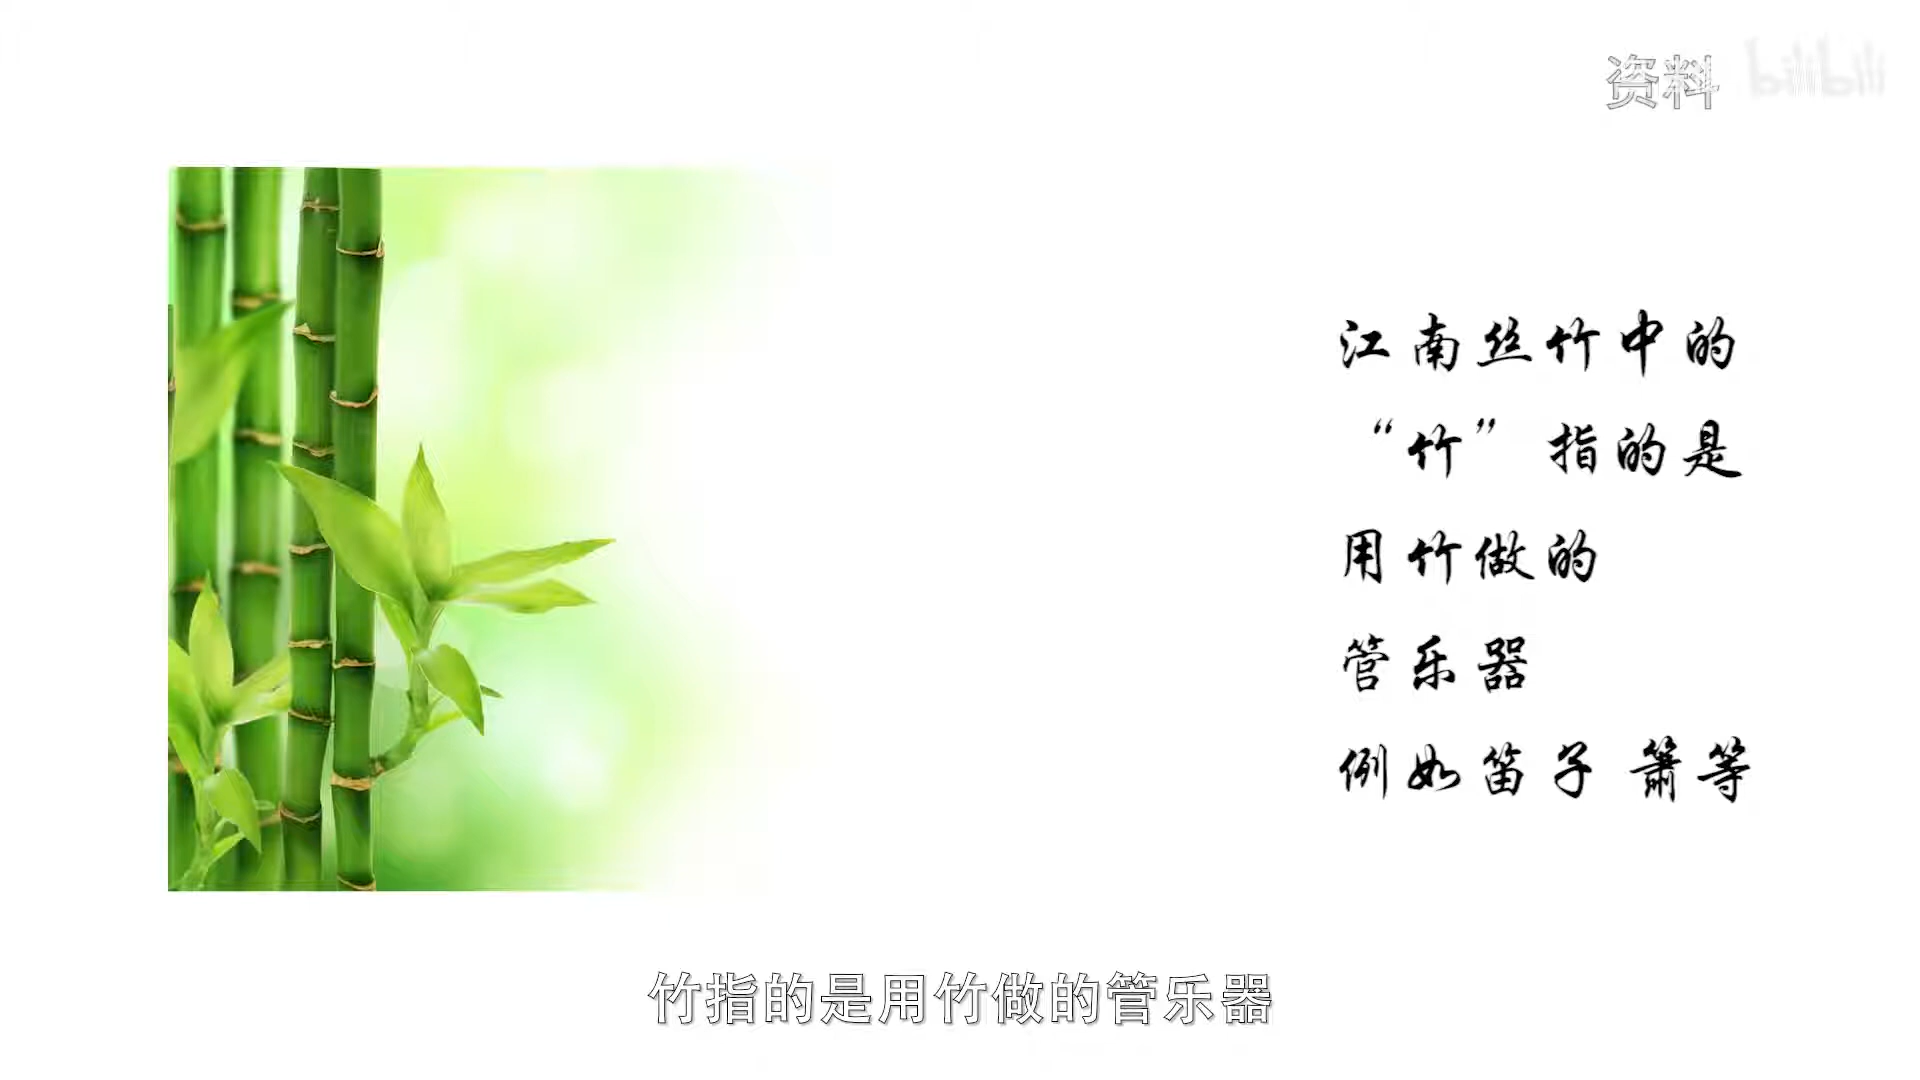 资料 bilibili
江南丝竹中的
“竹”指的是
用竹做的
管乐器
例如笛子 箫等
竹指的是用竹做的管乐器